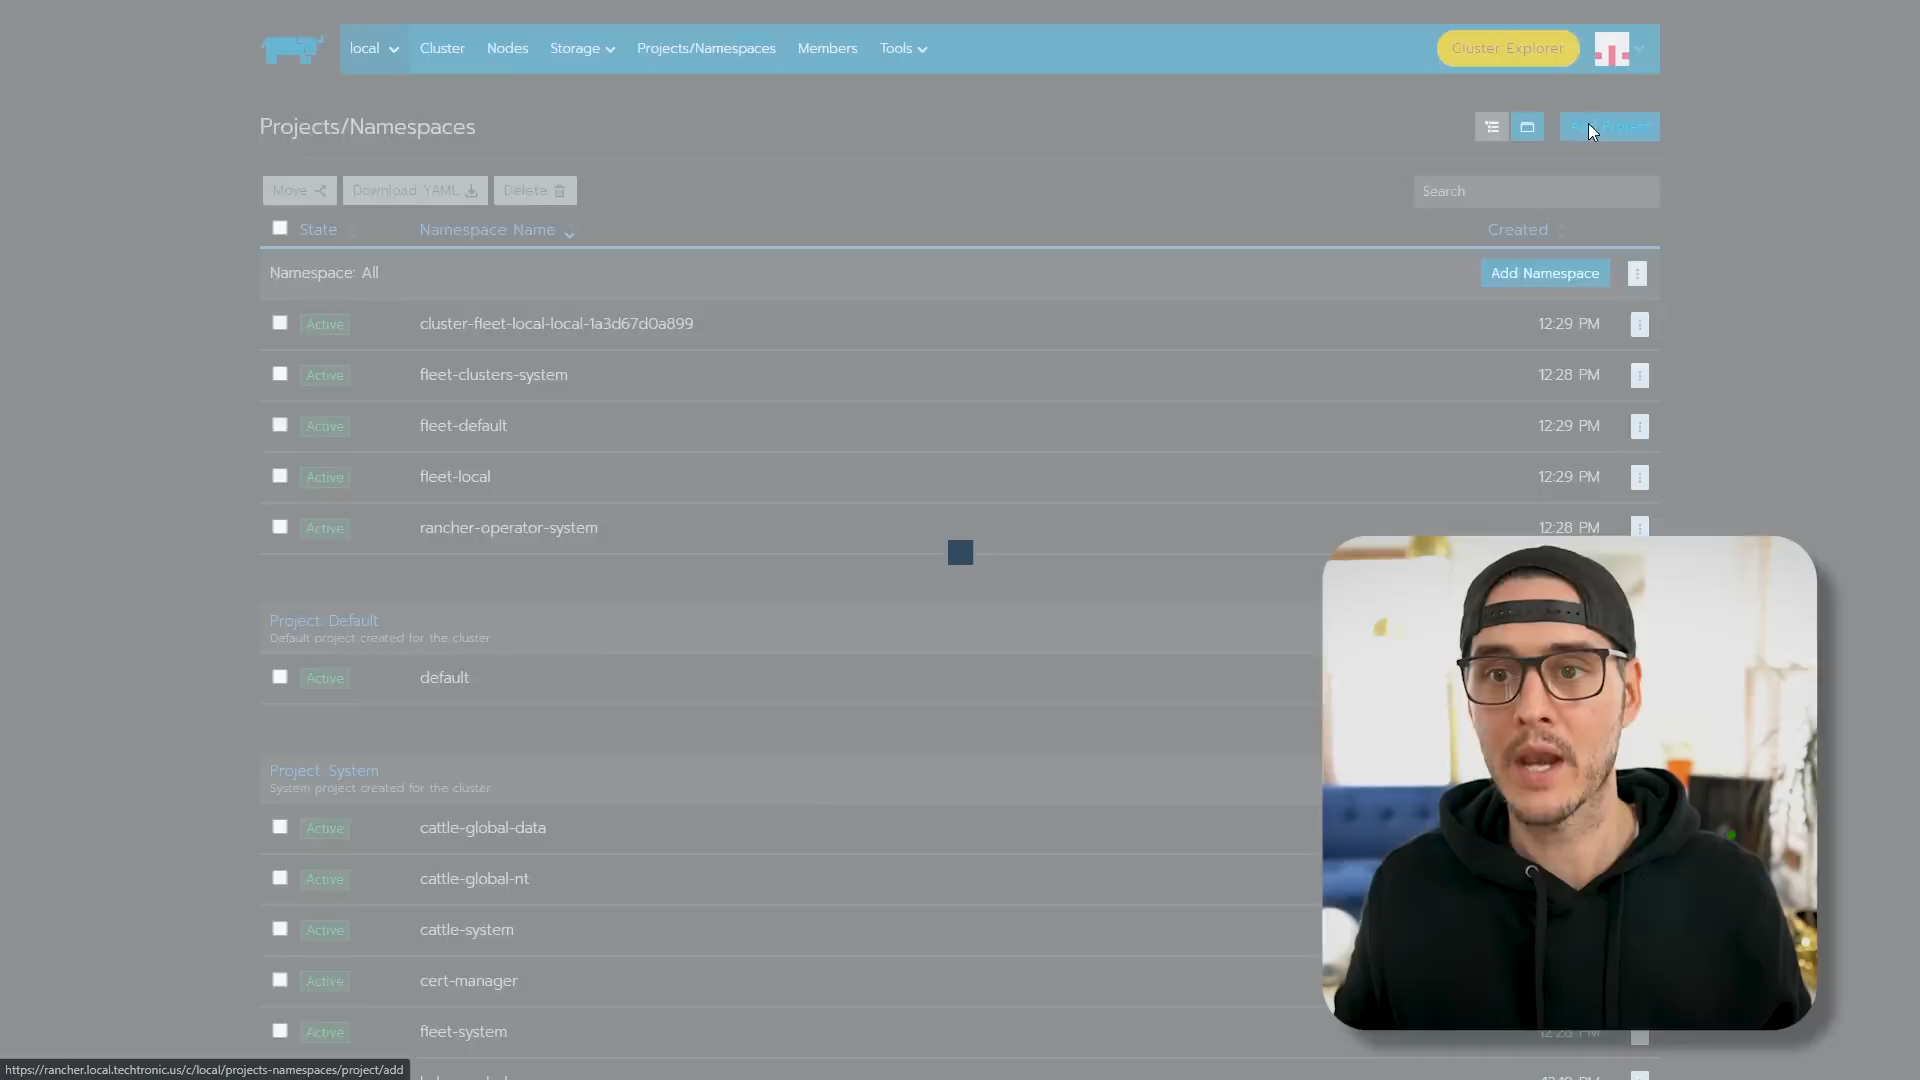 local Cluster Nodes Storage Projects/Namespaces Members Tools Cluster Explorer
Projects/Namespaces
Move Download YAML Delete Search
State Namespace Name Created
Namespace: All Add Namespace
Active cluster-fleet-local-local-1a3d67d0a899 12:29 PM
Active fleet-clusters-system 12:28 PM
Active fleet-default 12:29 PM
Active fleet-local 12:29 PM
Active rancher-operator-system 12:28 PM
Project: Default
Default project created for the cluster
Active default
Project: System
System project created for the cluster
Active cattle-global-data
Active cattle-global-nt
Active cattle-system
Active cert-manager
Active fleet-system 12:28 PM
https://rancher.local.techtronic.us/c/local/projects-namespaces/project/add